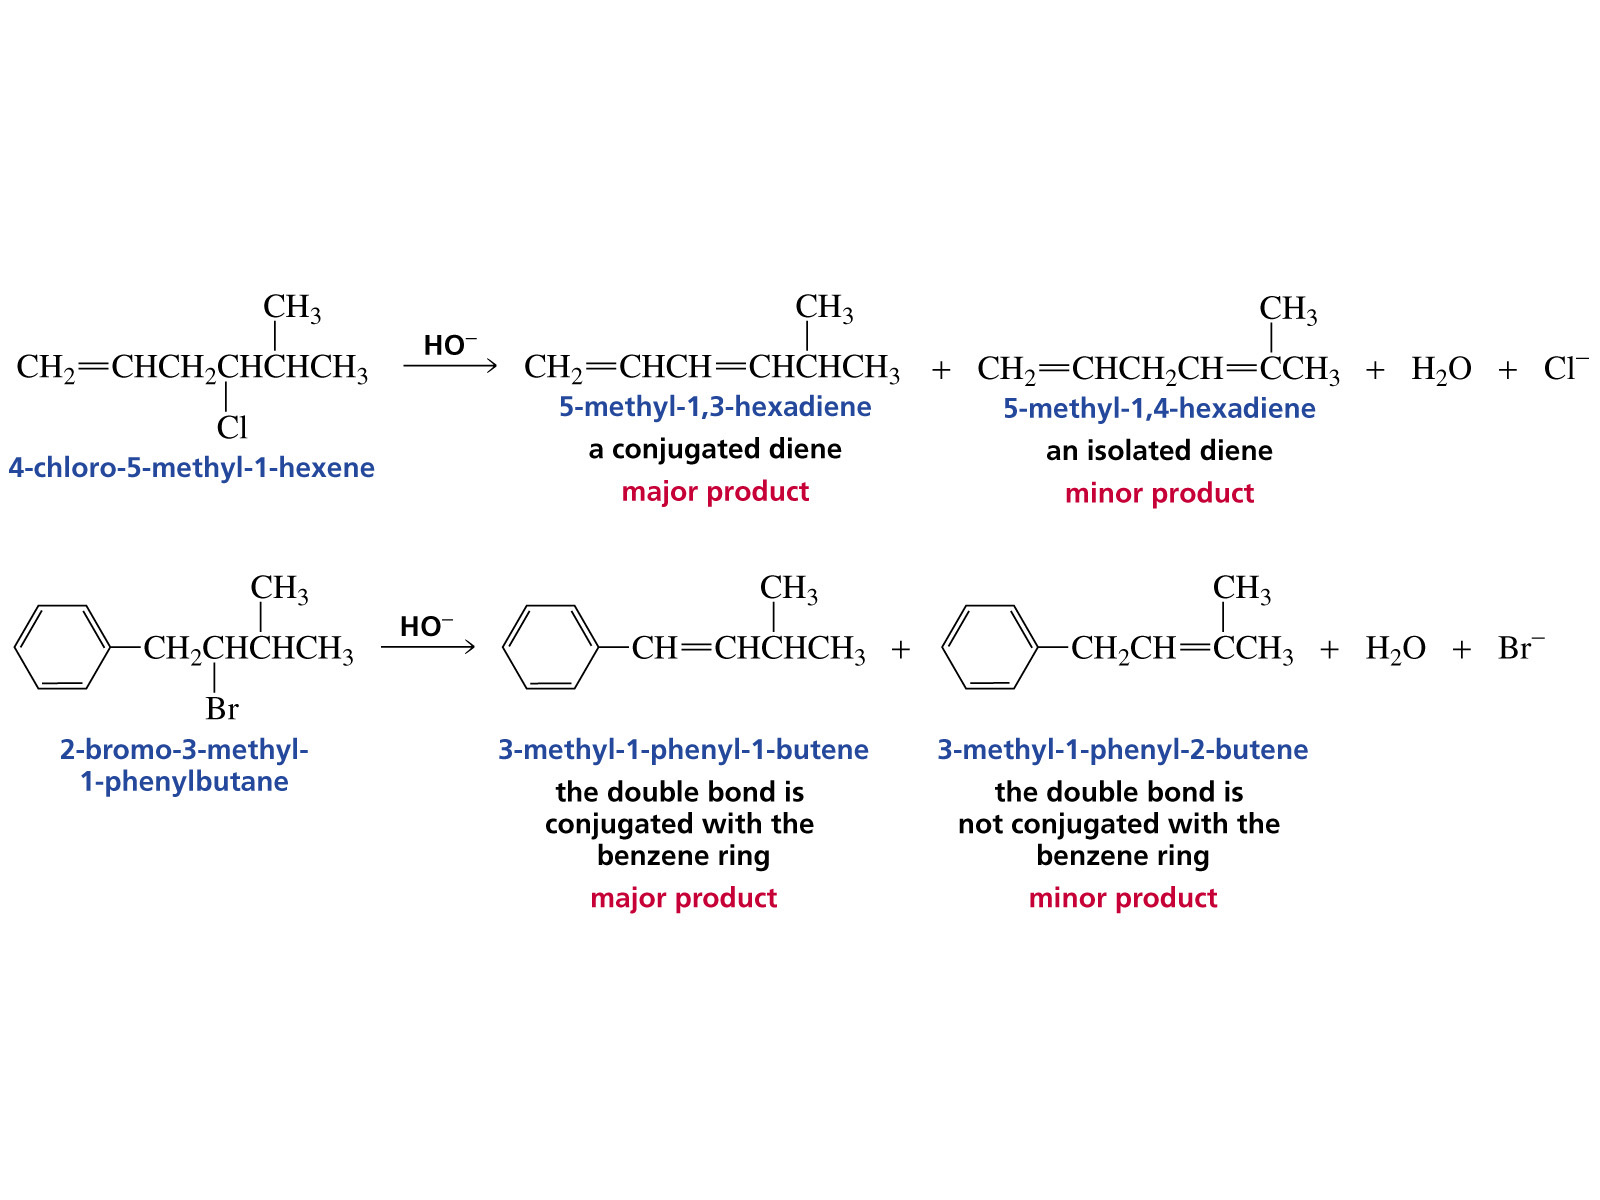 CH₃ CH₃ CH₃
CH₂=CHCH₂CHCHCH₃ HO⁻ CH₂=CHCH=CHCHCH₃ + CH₂=CHCH₂CH=CCH₃ + H₂O + Cl⁻
Cl
4-chloro-5-methyl-1-hexene 5-methyl-1,3-hexadiene 5-methyl-1,4-hexadiene
a conjugated diene an isolated diene
major product minor product
CH₃ CH₃ CH₃
CH₂CHCHCH₃ HO⁻ CH=CHCHCH₃ + CH₂CH=CCH₃ + H₂O + Br⁻
Br
2-bromo-3-methyl-
1-phenylbutane
3-methyl-1-phenyl-1-butene
the double bond is
conjugated with the
benzene ring
major product
3-methyl-1-phenyl-2-butene
the double bond is
not conjugated with the
benzene ring
minor product